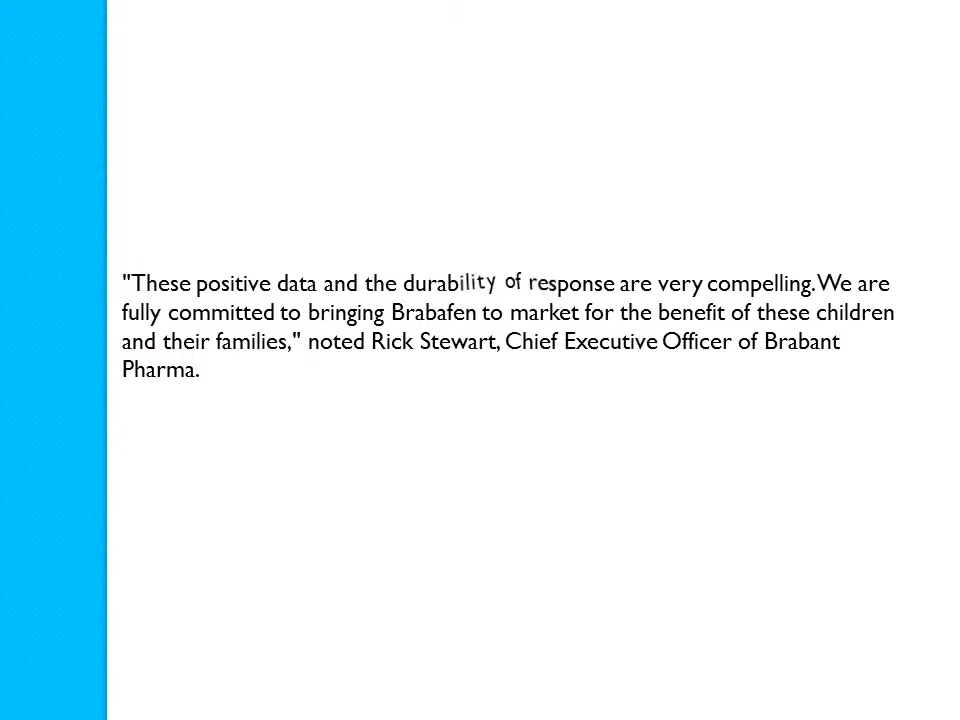 "These positive data and the durability of response are very compelling. We are
fully committed to bringing Brabafen to market for the benefit of these children
and their families," noted Rick Stewart, Chief Executive Officer of Brabant
Pharma.